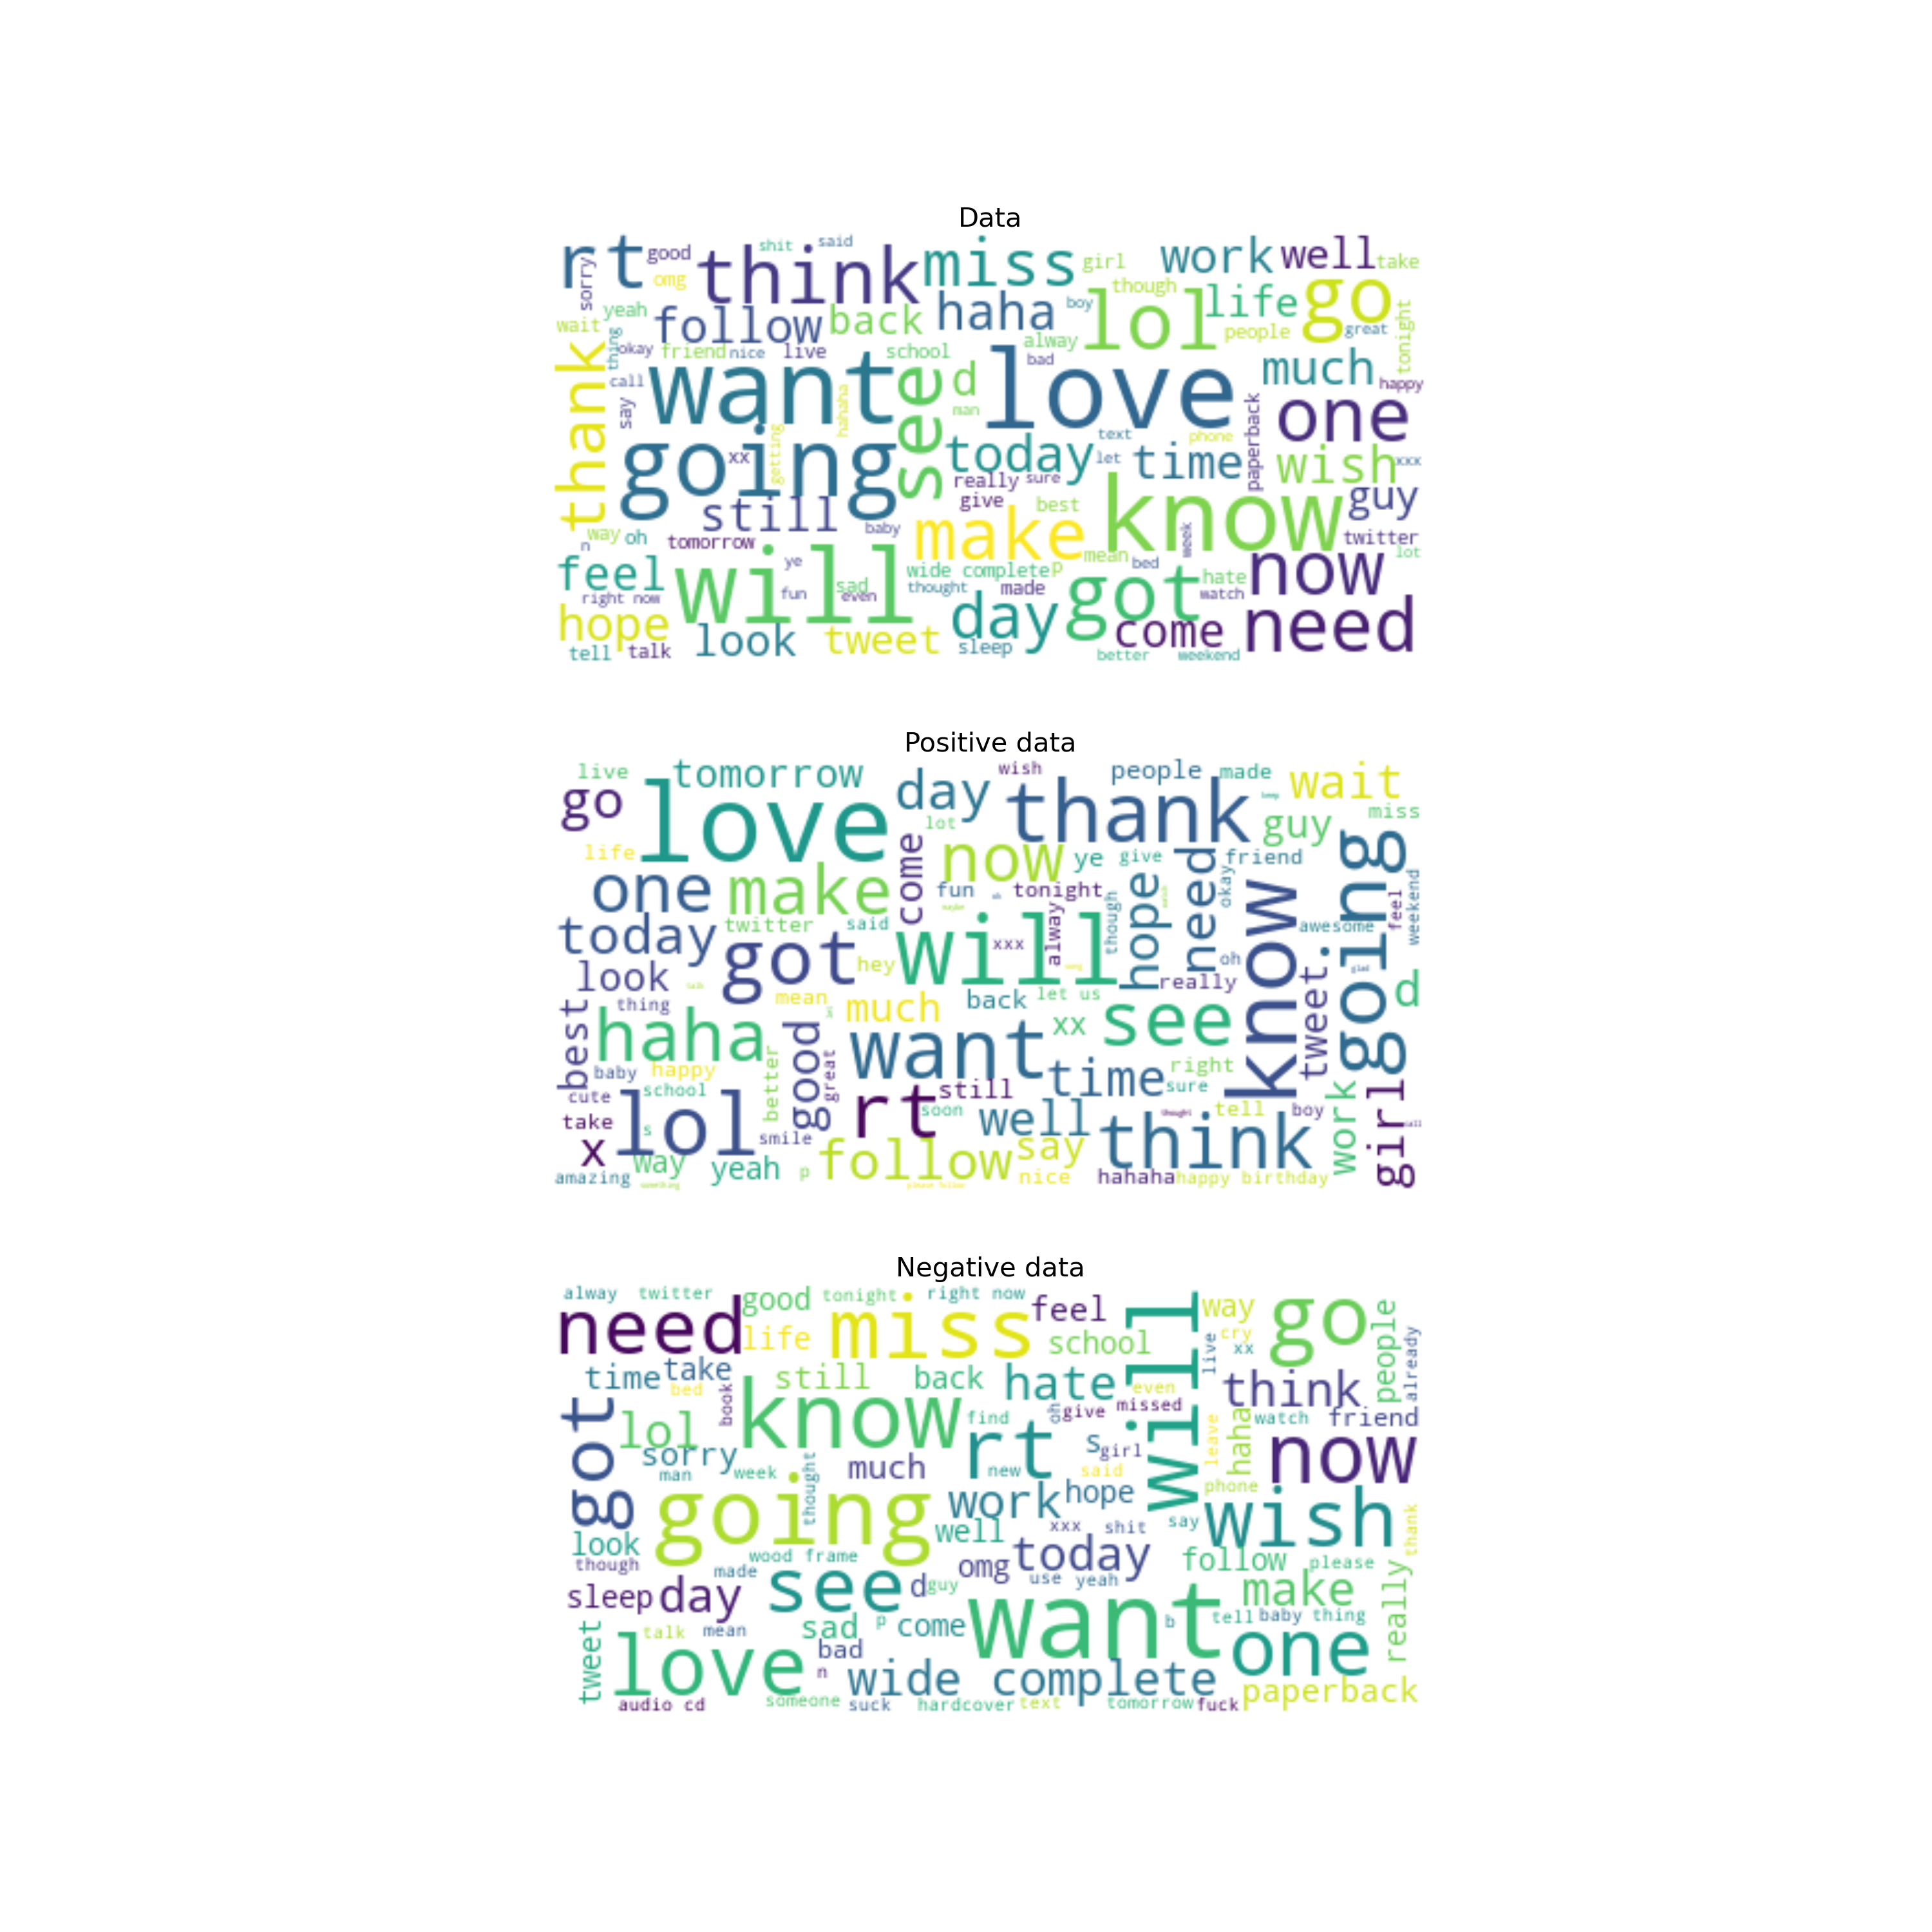 Data
rt good think shit said miss girl work well take
sorry omg though life go
yeah follow back haha boy lol people great tonight
wait thing okay friend nice live school alway bad much happy
thank call want see d love one
say hahaha man paperback
going xx getting today text let time phone wish xxx
really sure know guy
still give best
way oh n tomorrow baby make mean week twitter lot
feel will ye wide complete p bed got hate now
right now fun sad even thought made watch
hope look tweet day come need
tell talk sleep better weekend
Positive data
live tomorrow day wish people made wait
go love thank guy miss
life lot now ye give friend going
one make come fun tonight hope need okay know feel weekend
today twitter said will xxx alway though awesome
look got hey oh really tweet d
thing mean much back let us
best haha good want xx see
baby happy better great time right
cute school still sure
take lol rt soon well tell boy work girl
x s smile follow say think
way yeah p nice hahaha happy birthday
amazing
Negative data
alway twitter good tonight right now feel will way go people
need life miss school live cry xx already
time take bed still back hate even think
got book know find oh give missed leave haha watch friend
lol sorry rt s girl now
man week thought much new said phone
going work hope wish
look well xxx shit say thank
though wood frame omg today follow please
made see d guy use yeah make really
sleep day sad p come want b tell baby thing
tweet talk mean bad one
love n wide complete paperback
audio cd someone suck hardcover text tomorrow fuck